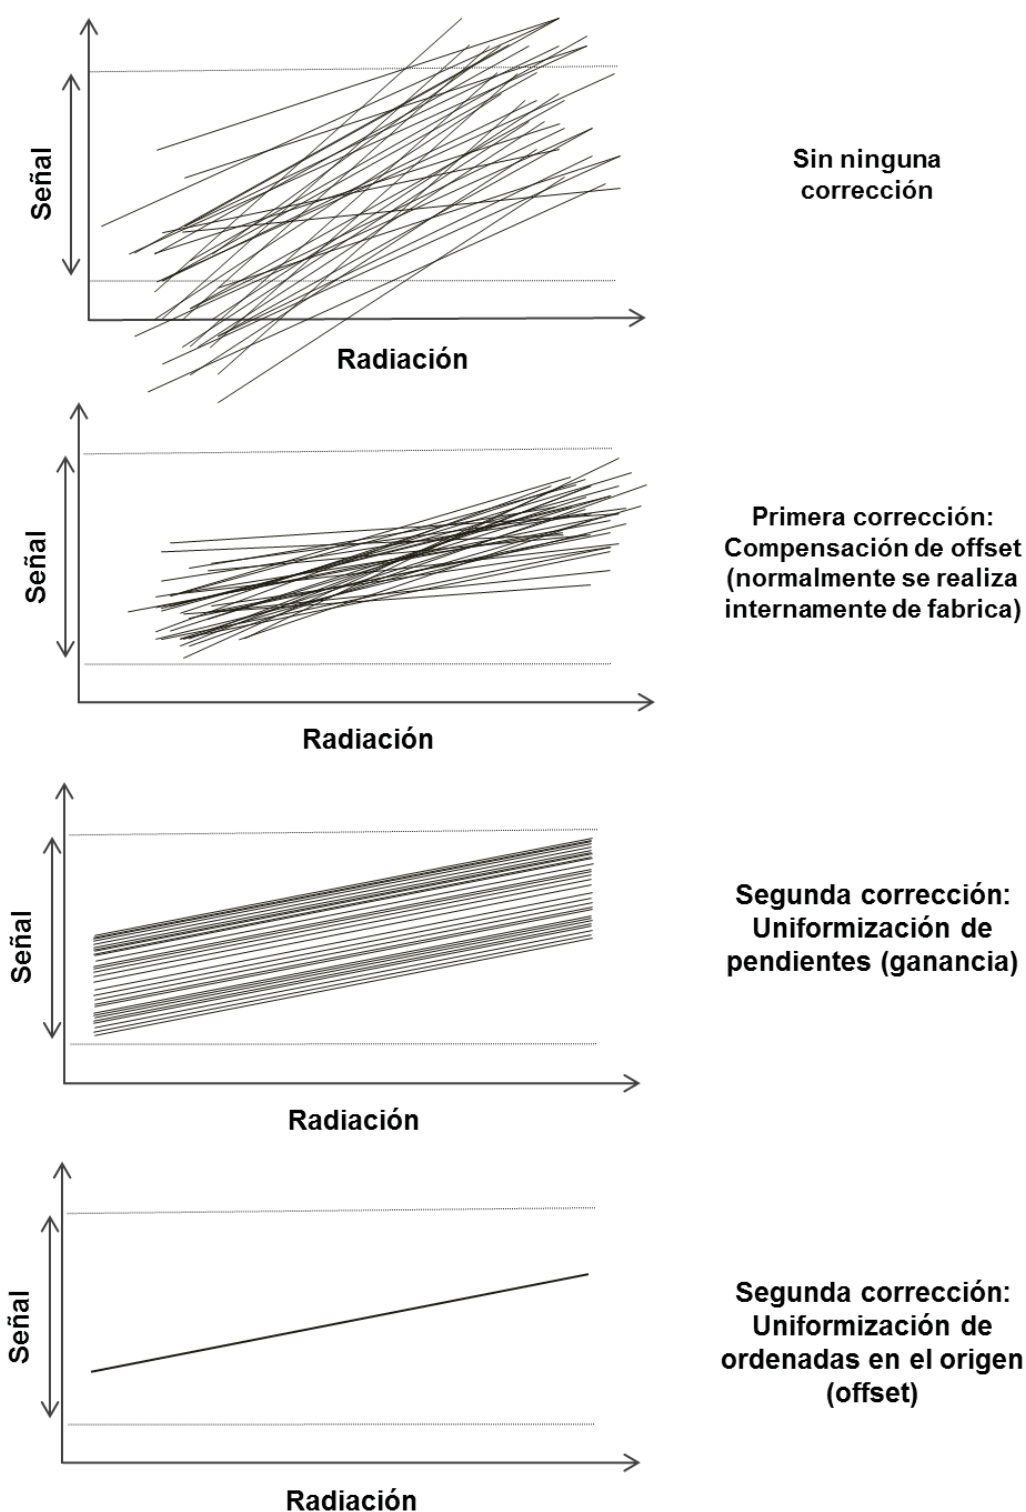 Señal
Sin ninguna
corrección
Radiación
Señal
Primera corrección:
Compensación de offset
(normalmente se realiza
internamente de fabrica)
Radiación
Señal
Segunda corrección:
Uniformización de
pendientes (ganancia)
Radiación
Señal
Segunda corrección:
Uniformización de
ordenadas en el origen
(offset)
Radiación